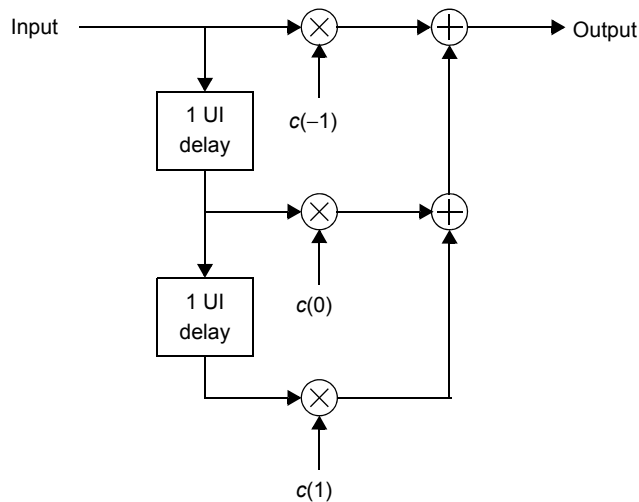 Input
Output
1 UI
delay
c(−1)
1 UI
delay
c(0)
c(1)